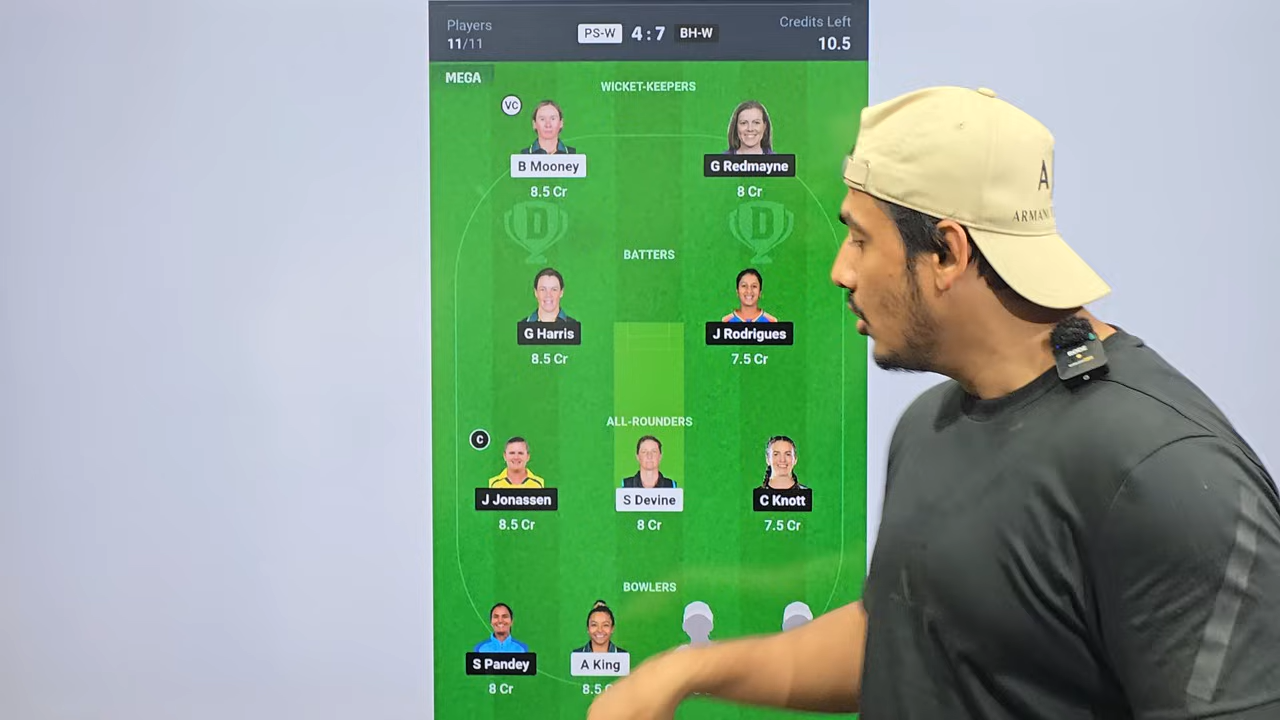 Players
11/11
PS-W 4 : 7 BH-W
Credits Left
10.5
MEGA
WICKET-KEEPERS
VC
B Mooney
G Redmayne
8.5 Cr
8 Cr
D
D
BATTERS
G Harris
J Rodrigues
8.5 Cr
7.5 Cr
ALL-ROUNDERS
C
J Jonassen
S Devine
C Knott
8.5 Cr
8 Cr
7.5 Cr
BOWLERS
S Pandey
A King
8 Cr
8.5
A
ARMANI